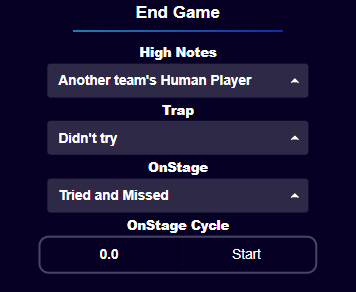 End Game
High Notes
Another team's Human Player
Trap
Didn't try
OnStage
Tried and Missed
OnStage Cycle
0.0 Start